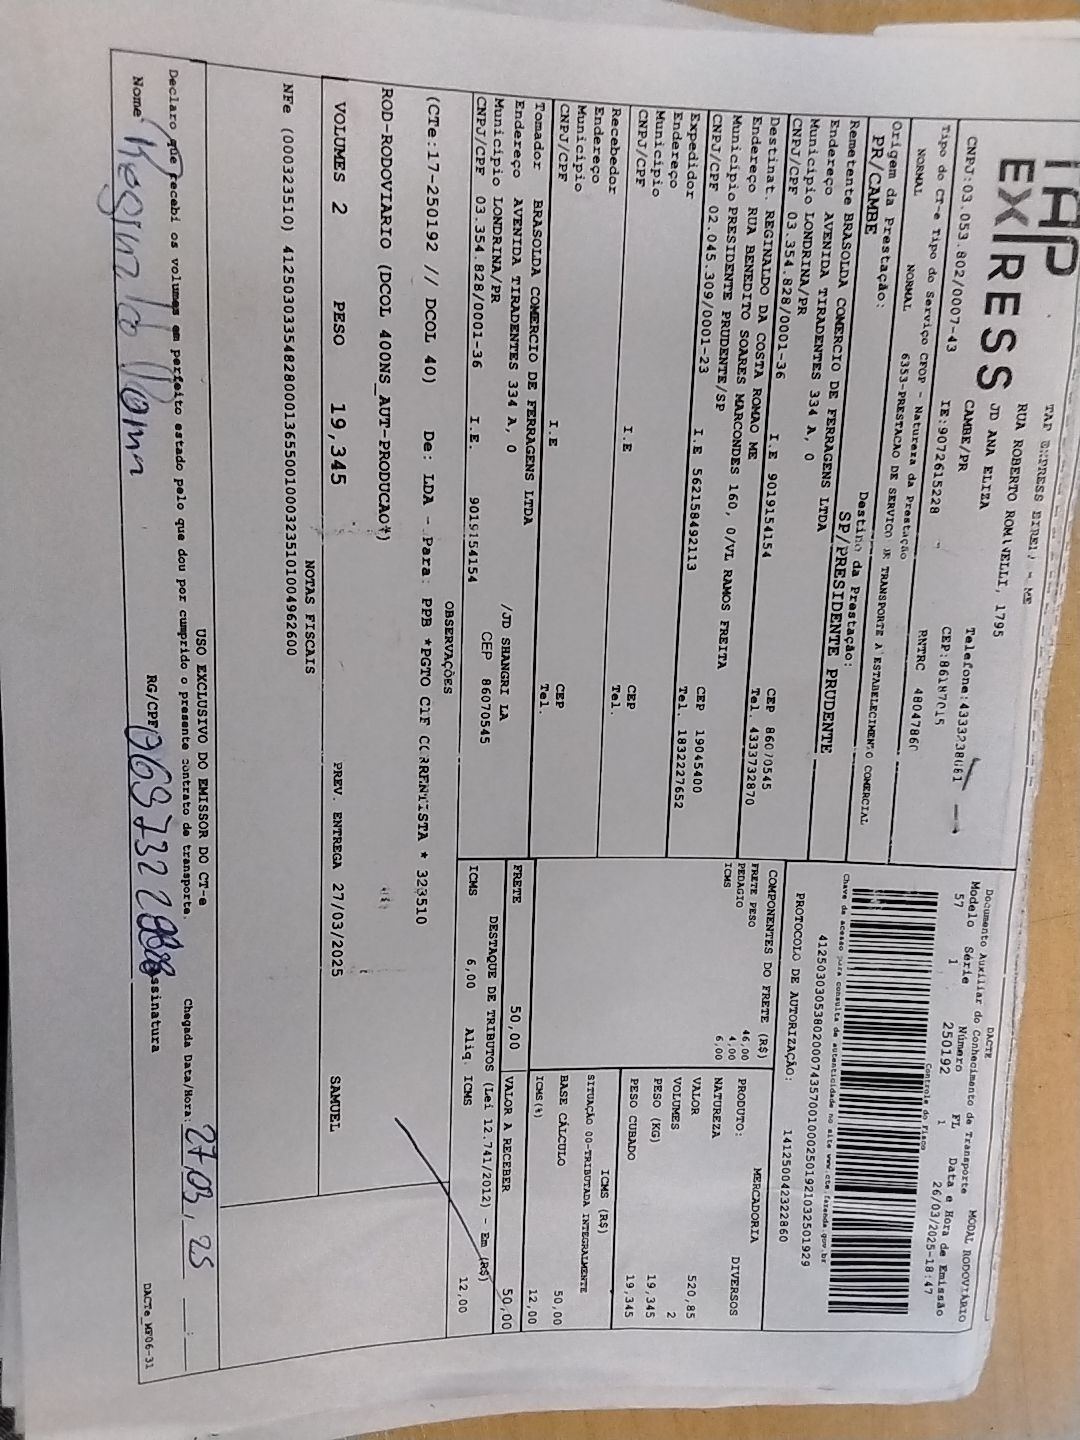 TAP
EXPRESS
TAP EXPRESS EIRELI - ME
RUA ROBERTO ROMINELLI, 1795
JD ANA ELIZA
CAMBE/PR
Telefone:
CNPJ:03.053.802/0007-43 IE:9072615228
Tipo do CT-e Tipo do Serviço CFOP - Natureza da Prestação RNTRC 4804786
NORMAL NORMAL 6353-PRESTACAO DE SERVICO DE TRANSPORTE A ESTABELECIMENTO COMERCIAL
Origem da Prestação: Destino da Prestação:
PR/CAMBE SP/PRESIDENTE PRUDENTE
Remetente BRASOLDA COMERCIO DE FERRAGENS LTDA
Endereço AVENIDA TIRADENTES 334 A, 0
Município LONDRINA/PR CEP 86070545
CNPJ/CPF 03.354.828/0001-36 I.E 9019154154 Tel. 4333732870
Destinat. REGINALDO DA COSTA ROMAO ME
Endereço RUA BENEDITO SOARES MARCONDES 160, 0/VL RAMOS FREITA
Município PRESIDENTE PRUDENTE/SP CEP 19045400
CNPJ/CPF 02.045.309/0001-23 I.E 562158492113 Tel. 1832227652
Expedidor
Endereço
Município CEP
CNPJ/CPF I.E Tel.
Recebedor
Endereço
Município CEP
CNPJ/CPF I.E Tel.
Tomador BRASOLDA COMERCIO DE FERRAGENS LTDA
Endereço AVENIDA TIRADENTES 334 A, 0 /JD SHANGRI LA
Município LONDRINA/PR CEP 86070545
CNPJ/CPF 03.354.828/0001-36 I.E. 9019154154
DACTE MODAL RODOVIÁRIO
Documento Auxiliar do Conhecimento de Transporte
Modelo Série Número FL Data e Hora de Emissão
57 1 250192 1 26/03/2025-18:47
Controle do Fisco
Chave de acesso para consulta de autenticidade no site www.cte.fazenda.gov.br
41250303053802000743570010002501921032501929
PROTOCOLO DE AUTORIZAÇÃO: 141250042322860
COMPONENTES DO FRETE (R$)
FRETE PESO 46,00
PEDAGIO 4,00
ICMS 6,00
FRETE 50,00
MERCADORIA
PRODUTO: DIVERSOS
NATUREZA
VALOR 520,85
VOLUMES 2
PESO (KG) 19,345
PESO CUBADO 19,345
ICMS (R$)
SITUAÇÃO 00-TRIBUTADA INTEGRALMENTE
BASE CÁLCULO 50,00
ICMS(%) 12,00
VALOR A RECEBER 50,00
DESTAQUE DE TRIBUTOS (Lei 12.741/2012) - Em (R$)
ICMS 6,00 Aliq. ICMS 12,00
OBSERVAÇÕES
(CTe:17-250192 // DCOL 40) De: LDA - Para: PPB *PGTO CIF CORRENTISTA * 323510
ROD-RODOVIARIO (DCOL 400NS_AUT-PRODUCAO*)
VOLUMES 2 PESO 19,345 PREV. ENTREGA 27/03/2025 SAMUEL
NOTAS FISCAIS
NFe (000323510) 41250303354828000136550010003235101004962600
USO EXCLUSIVO DO EMISSOR DO CT-e
Declaro que recebi os volumes em perfeito estado pelo que dou por cumprido o presente contrato de transporte. Chegada Data/Hora: 27,03,25
Nome Reginaldo Roma RG/CPF Assinatura
DACTe_MF06-31